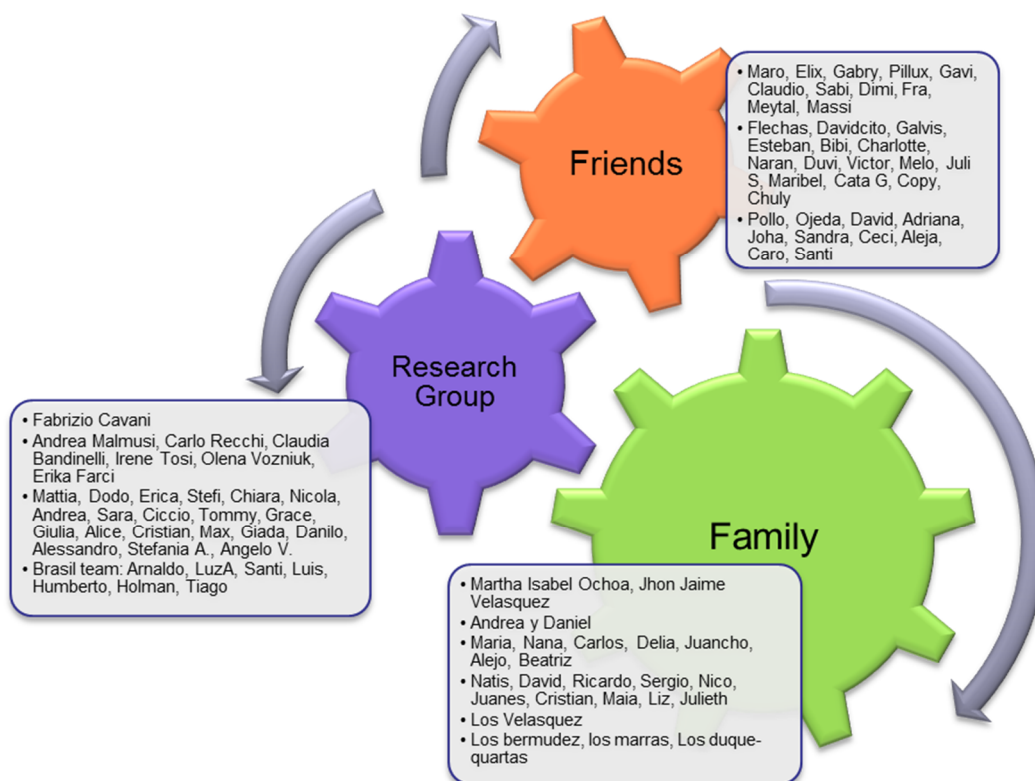 Friends
• Maro, Elix, Gabry, Pillux, Gavi,
Claudio, Sabi, Dimi, Fra,
Meytal, Massi
• Flechas, Davidcito, Galvis,
Esteban, Bibi, Charlotte,
Naran, Duvi, Victor, Melo, Juli
S, Maribel, Cata G, Copy,
Chuly
• Pollo, Ojeda, David, Adriana,
Joha, Sandra, Ceci, Aleja,
Caro, Santi
Research
Group
• Fabrizio Cavani
• Andrea Malmusi, Carlo Recchi, Claudia
Bandinelli, Irene Tosi, Olena Vozniuk,
Erika Farci
• Mattia, Dodo, Erica, Stefi, Chiara, Nicola,
Andrea, Sara, Ciccio, Tommy, Grace,
Giulia, Alice, Cristian, Max, Giada, Danilo,
Alessandro, Stefania A., Angelo V.
• Brasil team: Arnaldo, LuzA, Santi, Luis,
Humberto, Holman, Tiago
Family
• Martha Isabel Ochoa, Jhon Jaime
Velasquez
• Andrea y Daniel
• Maria, Nana, Carlos, Delia, Juancho,
Alejo, Beatriz
• Natis, David, Ricardo, Sergio, Nico,
Juanes, Cristian, Maia, Liz, Julieth
• Los Velasquez
• Los bermudez, los marras, Los duque-
quartas